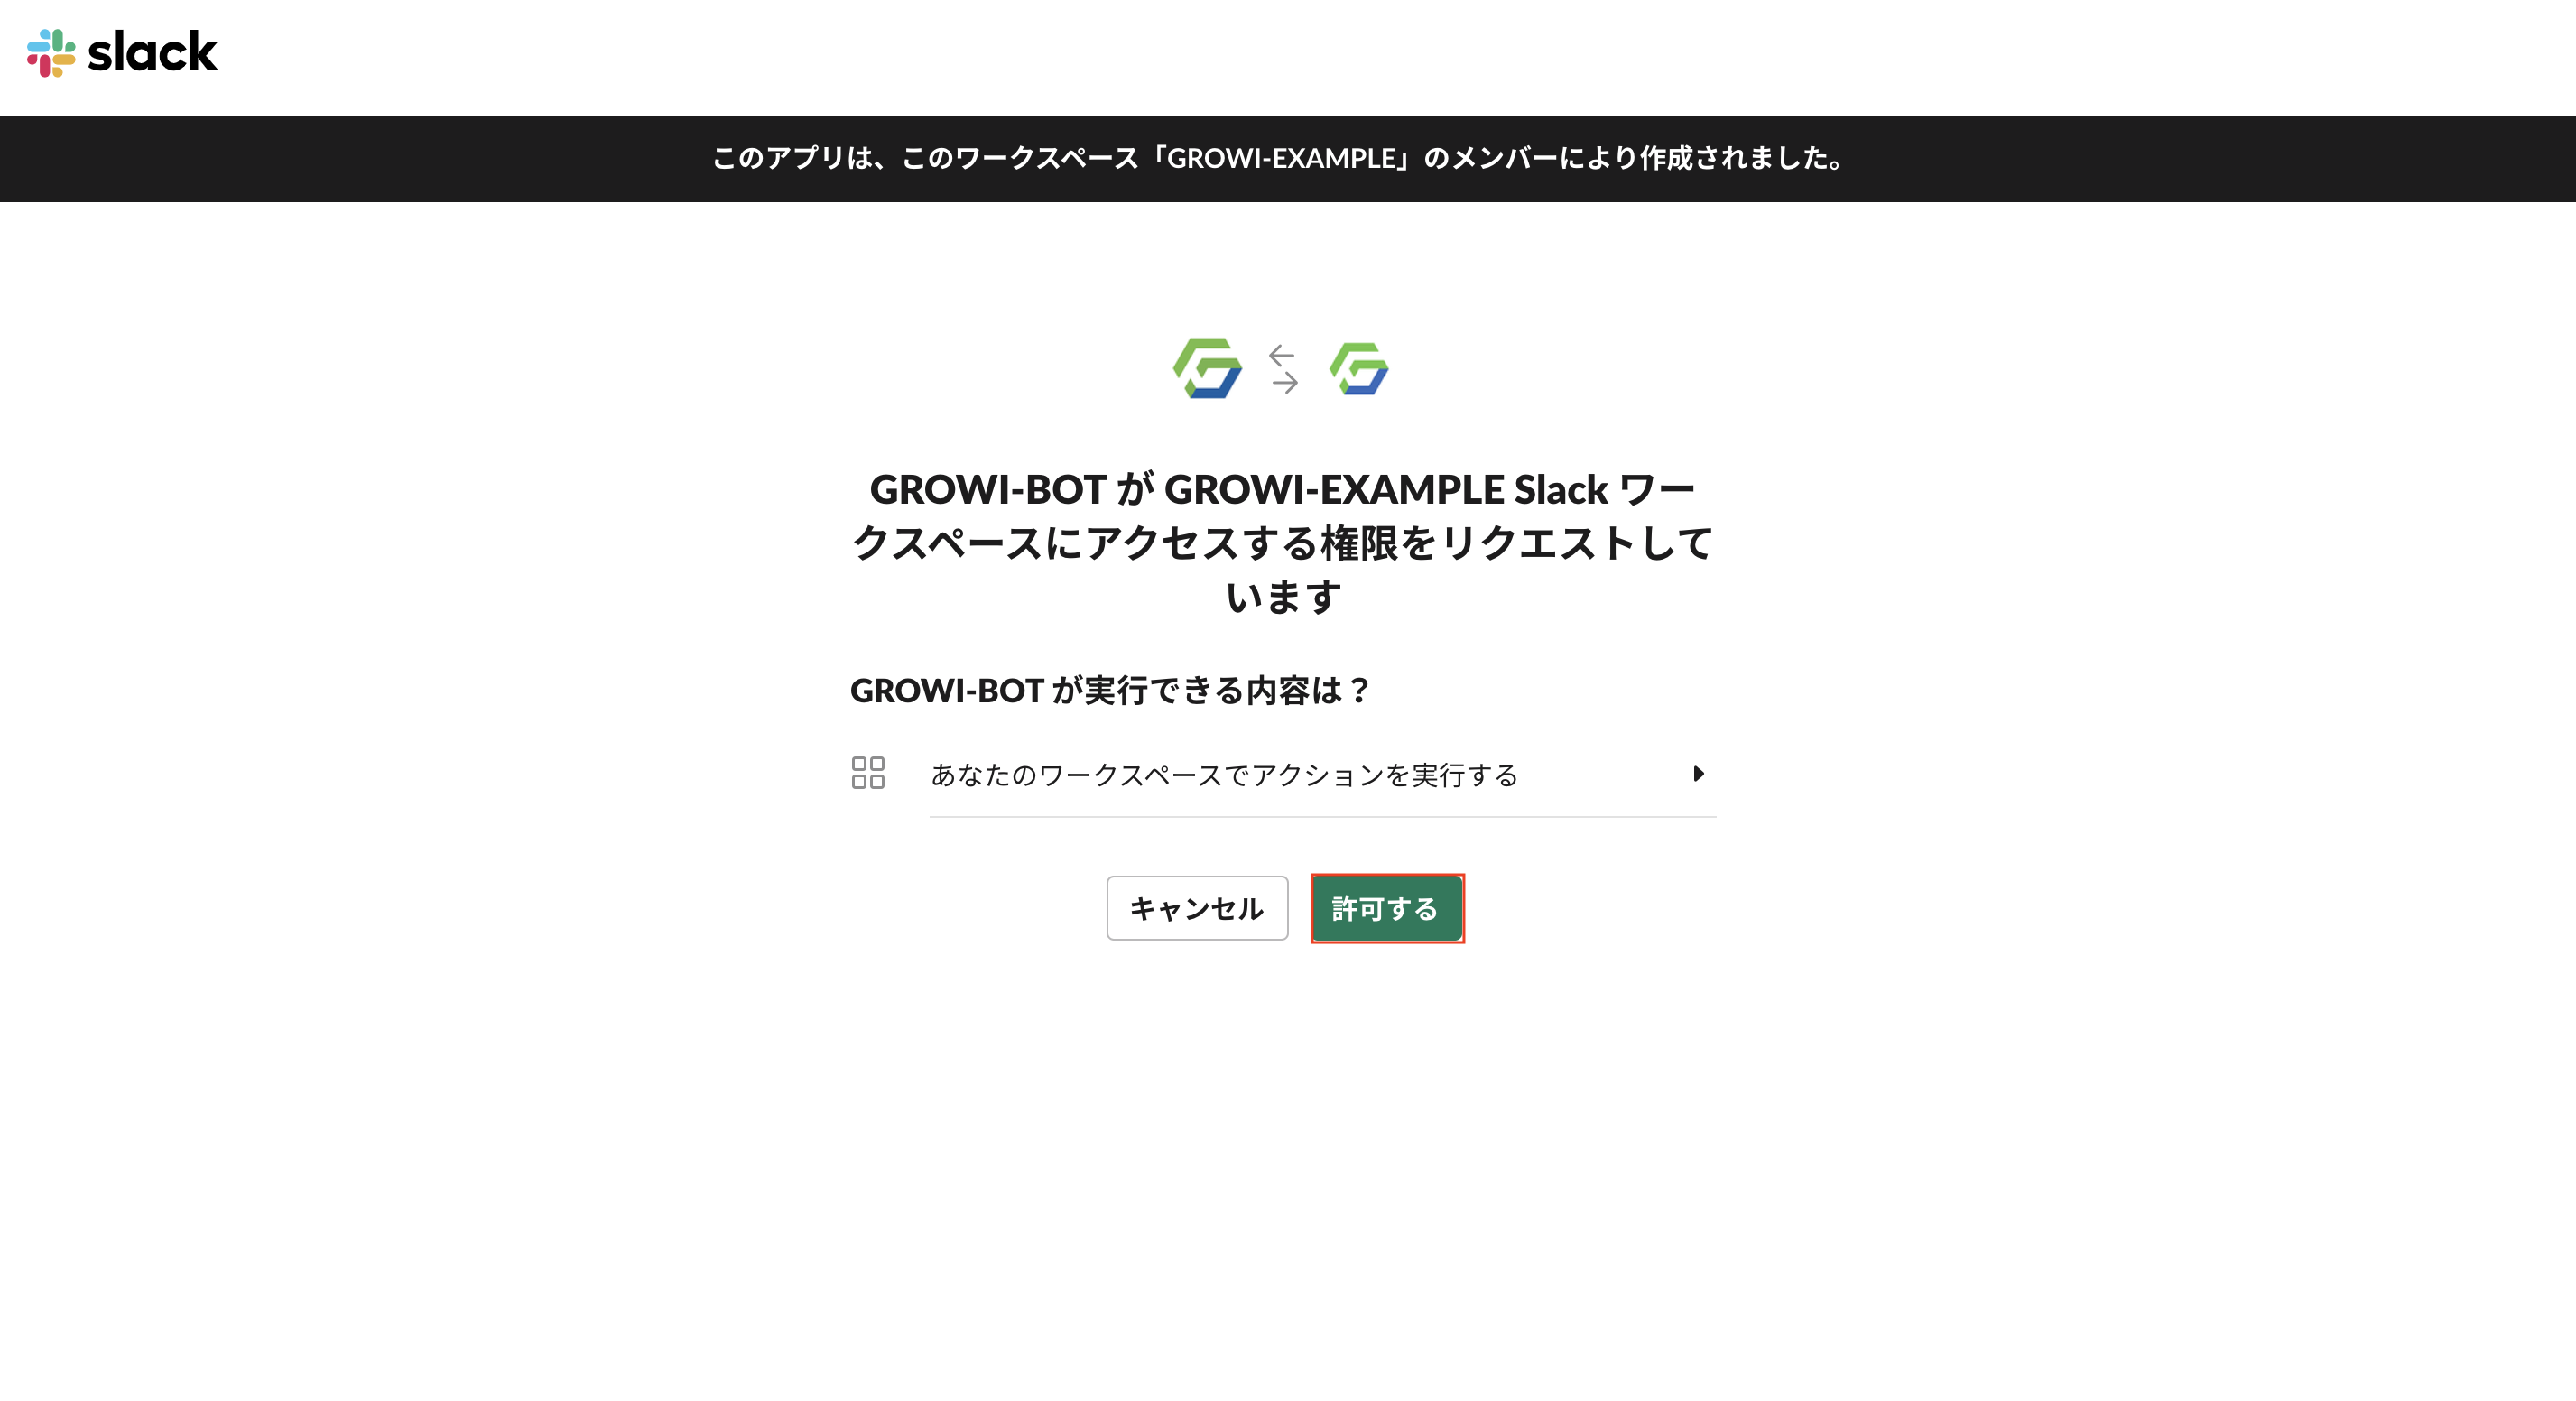 slack
このアプリは、このワークスペース「GROWI-EXAMPLE」のメンバーにより作成されました。
GROWI-BOT が GROWI-EXAMPLE Slack ワー
クスペースにアクセスする権限をリクエストして
います
GROWI-BOT が実行できる内容は？
あなたのワークスペースでアクションを実行する
キャンセル
許可する